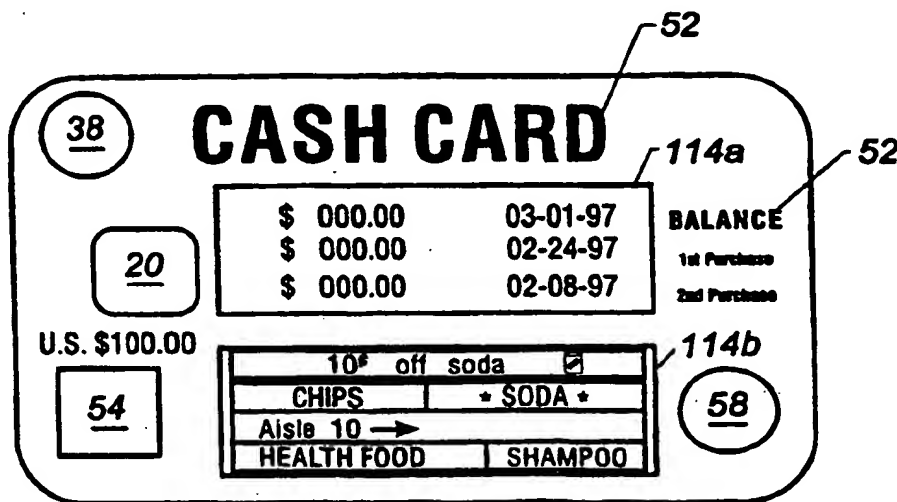 52
38 CASH CARD
114a 52
$ 000.00 03-01-97 BALANCE
$ 000.00 02-24-97 1st Purchase
$ 000.00 02-08-97 2nd Purchase
20
U.S. $100.00
114b
10¢ off soda
CHIPS * SODA *
54 58
Aisle 10 →
HEALTH FOOD SHAMPOO